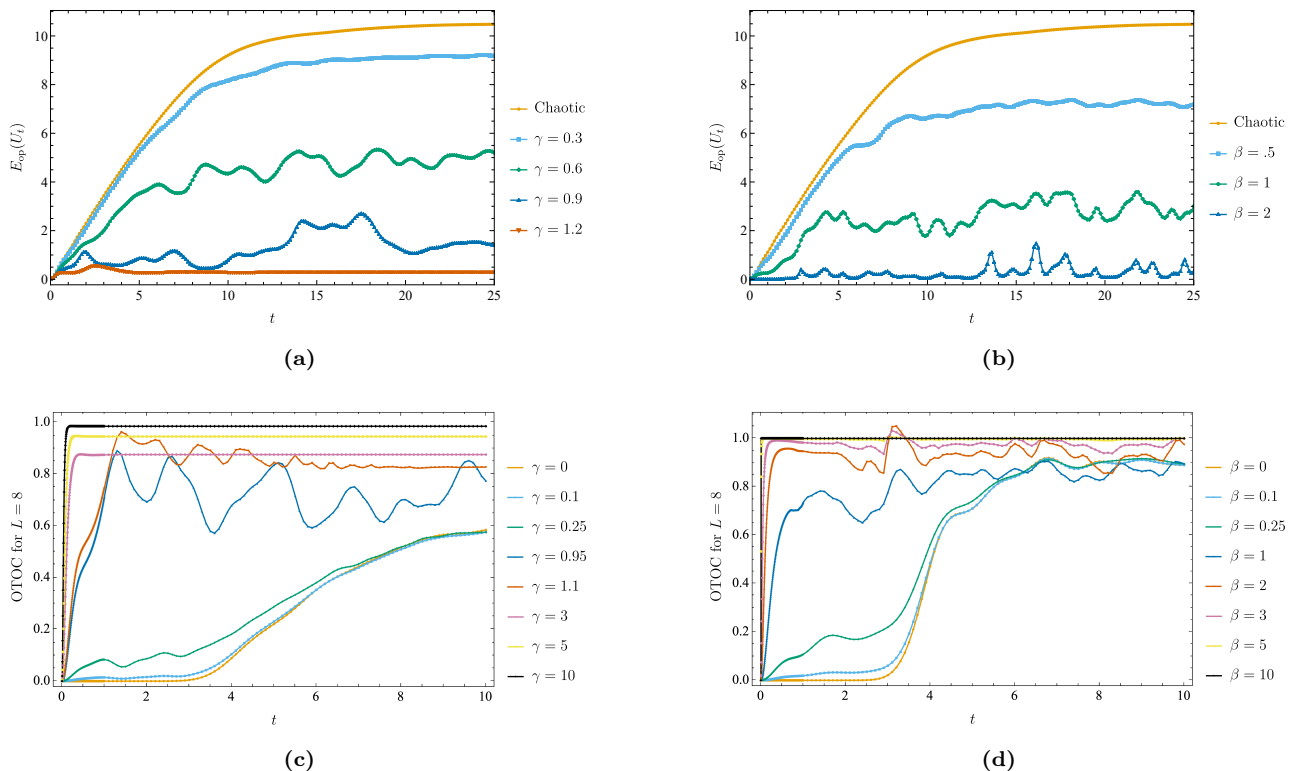 10
8
6
4
2
0
E_op(U_t)
0
5
10
15
20
25
t
Chaotic
γ = 0.3
γ = 0.6
γ = 0.9
γ = 1.2
(a)
10
8
6
4
2
0
E_op(U_t)
0
5
10
15
20
25
t
Chaotic
β = .5
β = 1
β = 2
(b)
1.0
0.8
0.6
0.4
0.2
0.0
OTOC for L = 8
0
2
4
6
8
10
t
γ = 0
γ = 0.1
γ = 0.25
γ = 0.95
γ = 1.1
γ = 3
γ = 5
γ = 10
(c)
1.0
0.8
0.6
0.4
0.2
0.0
OTOC for L = 8
0
2
4
6
8
10
t
β = 0
β = 0.1
β = 0.25
β = 1
β = 2
β = 3
β = 5
β = 10
(d)